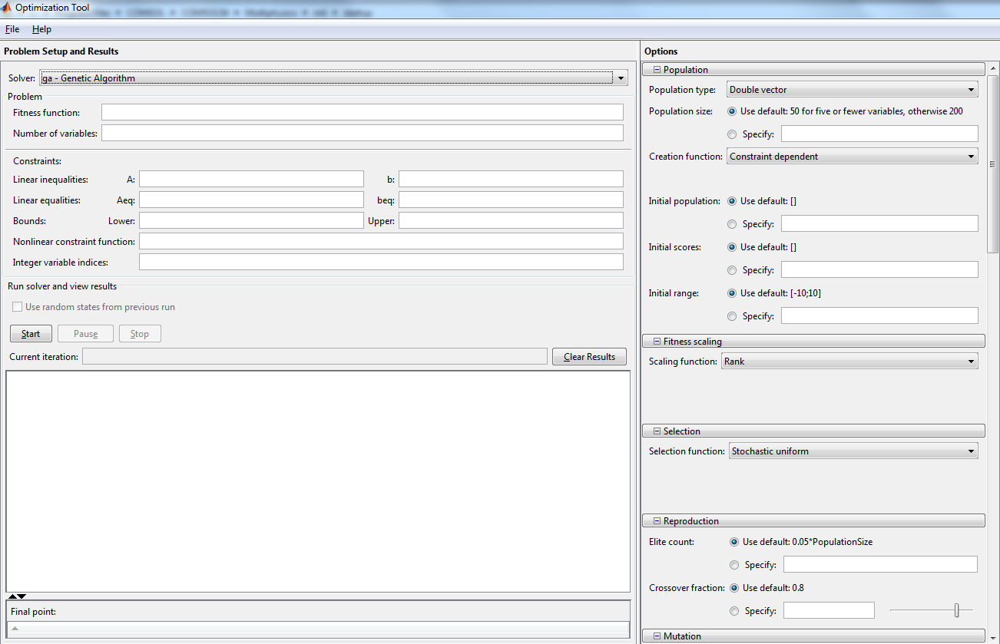 Optimization Tool
File Help
Problem Setup and Results
Solver: ga - Genetic Algorithm
Problem
Fitness function:
Number of variables:
Constraints:
Linear inequalities: A: b:
Linear equalities: Aeq: beq:
Bounds: Lower: Upper:
Nonlinear constraint function:
Integer variable indices:
Run solver and view results
Use random states from previous run
Start Pause Stop
Current iteration: Clear Results
Final point:
Options
Population
Population type: Double vector
Population size: Use default: 50 for five or fewer variables, otherwise 200
Specify:
Creation function: Constraint dependent
Initial population: Use default: []
Specify:
Initial scores: Use default: []
Specify:
Initial range: Use default: [-10;10]
Specify:
Fitness scaling
Scaling function: Rank
Selection
Selection function: Stochastic uniform
Reproduction
Elite count: Use default: 0.05*PopulationSize
Specify:
Crossover fraction: Use default: 0.8
Specify:
Mutation